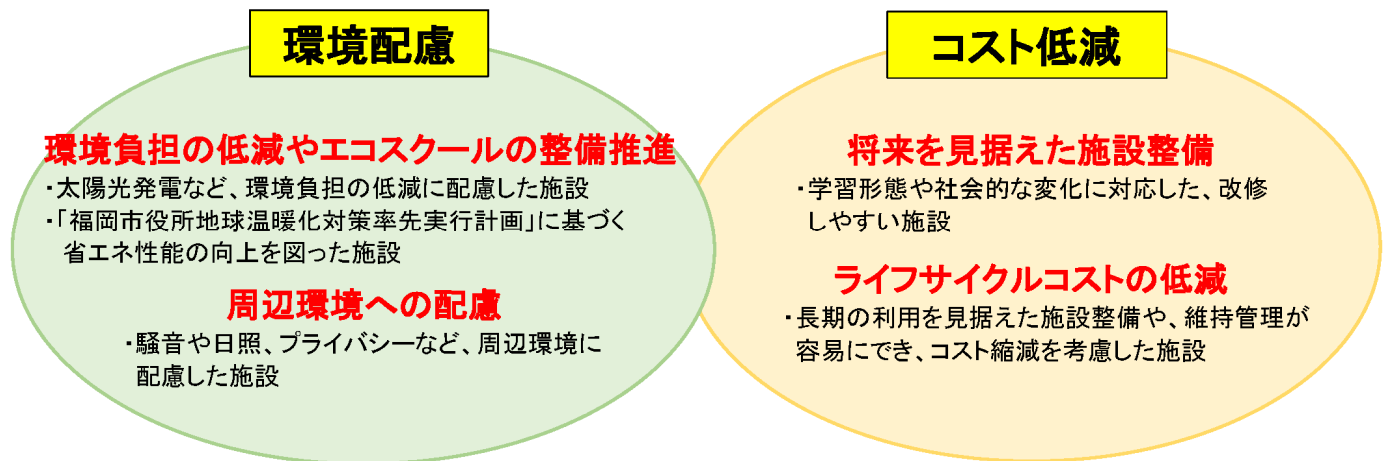 環境配慮
環境負担の低減やエコスクールの整備推進
・太陽光発電など、環境負担の低減に配慮した施設
・「福岡市役所地球温暖化対策率先実行計画」に基づく
省エネ性能の向上を図った施設
周辺環境への配慮
・騒音や日照、プライバシーなど、周辺環境に
配慮した施設
コスト低減
将来を見据えた施設整備
・学習形態や社会的な変化に対応した、改修
しやすい施設
ライフサイクルコストの低減
・長期の利用を見据えた施設整備や、維持管理が
容易にでき、コスト縮減を考慮した施設